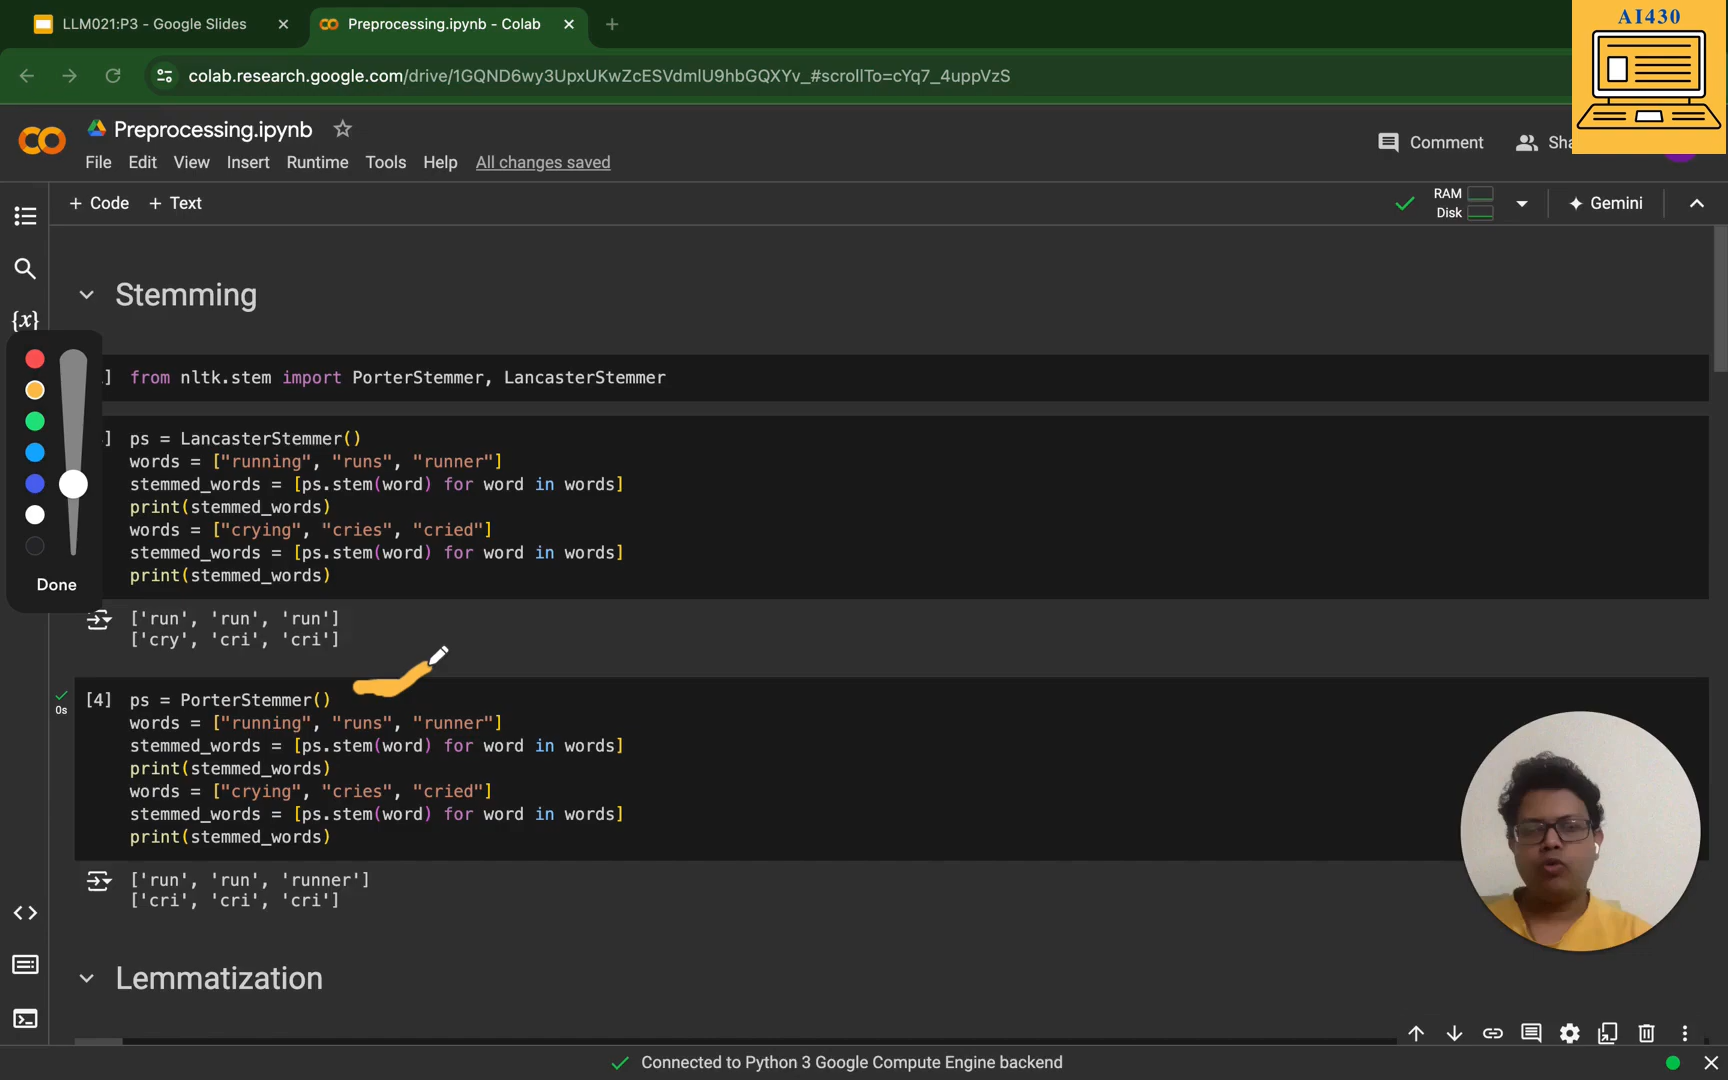 LLM021:P3 - Google Slides
Preprocessing.ipynb - Colab
AI430
colab.research.google.com/drive/1GQND6wy3UpxUKwZcESVdmlU9hbGQXYv_#scrollTo=cYq7_4uppVzS
Preprocessing.ipynb
Comment
Sha
File Edit View Insert Runtime Tools Help All changes saved
+ Code + Text
RAM
Disk
Gemini
{x}
Stemming
] from nltk.stem import PorterStemmer, LancasterStemmer
] ps = LancasterStemmer()
words = ["running", "runs", "runner"]
stemmed_words = [ps.stem(word) for word in words]
print(stemmed_words)
words = ["crying", "cries", "cried"]
stemmed_words = [ps.stem(word) for word in words]
print(stemmed_words)
Done
['run', 'run', 'run']
['cry', 'cri', 'cri']
[4] ps = PorterStemmer()
0s
words = ["running", "runs", "runner"]
stemmed_words = [ps.stem(word) for word in words]
print(stemmed_words)
words = ["crying", "cries", "cried"]
stemmed_words = [ps.stem(word) for word in words]
print(stemmed_words)
['run', 'run', 'runner']
['cri', 'cri', 'cri']
Lemmatization
Connected to Python 3 Google Compute Engine backend